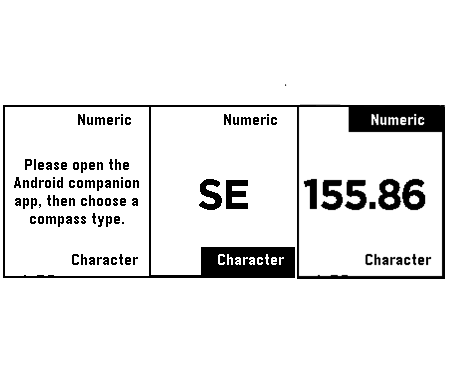 Numeric
Please open the
Android companion
app, then choose a
compass type.
Character
Numeric
SE
Character
Numeric
155.86
Character